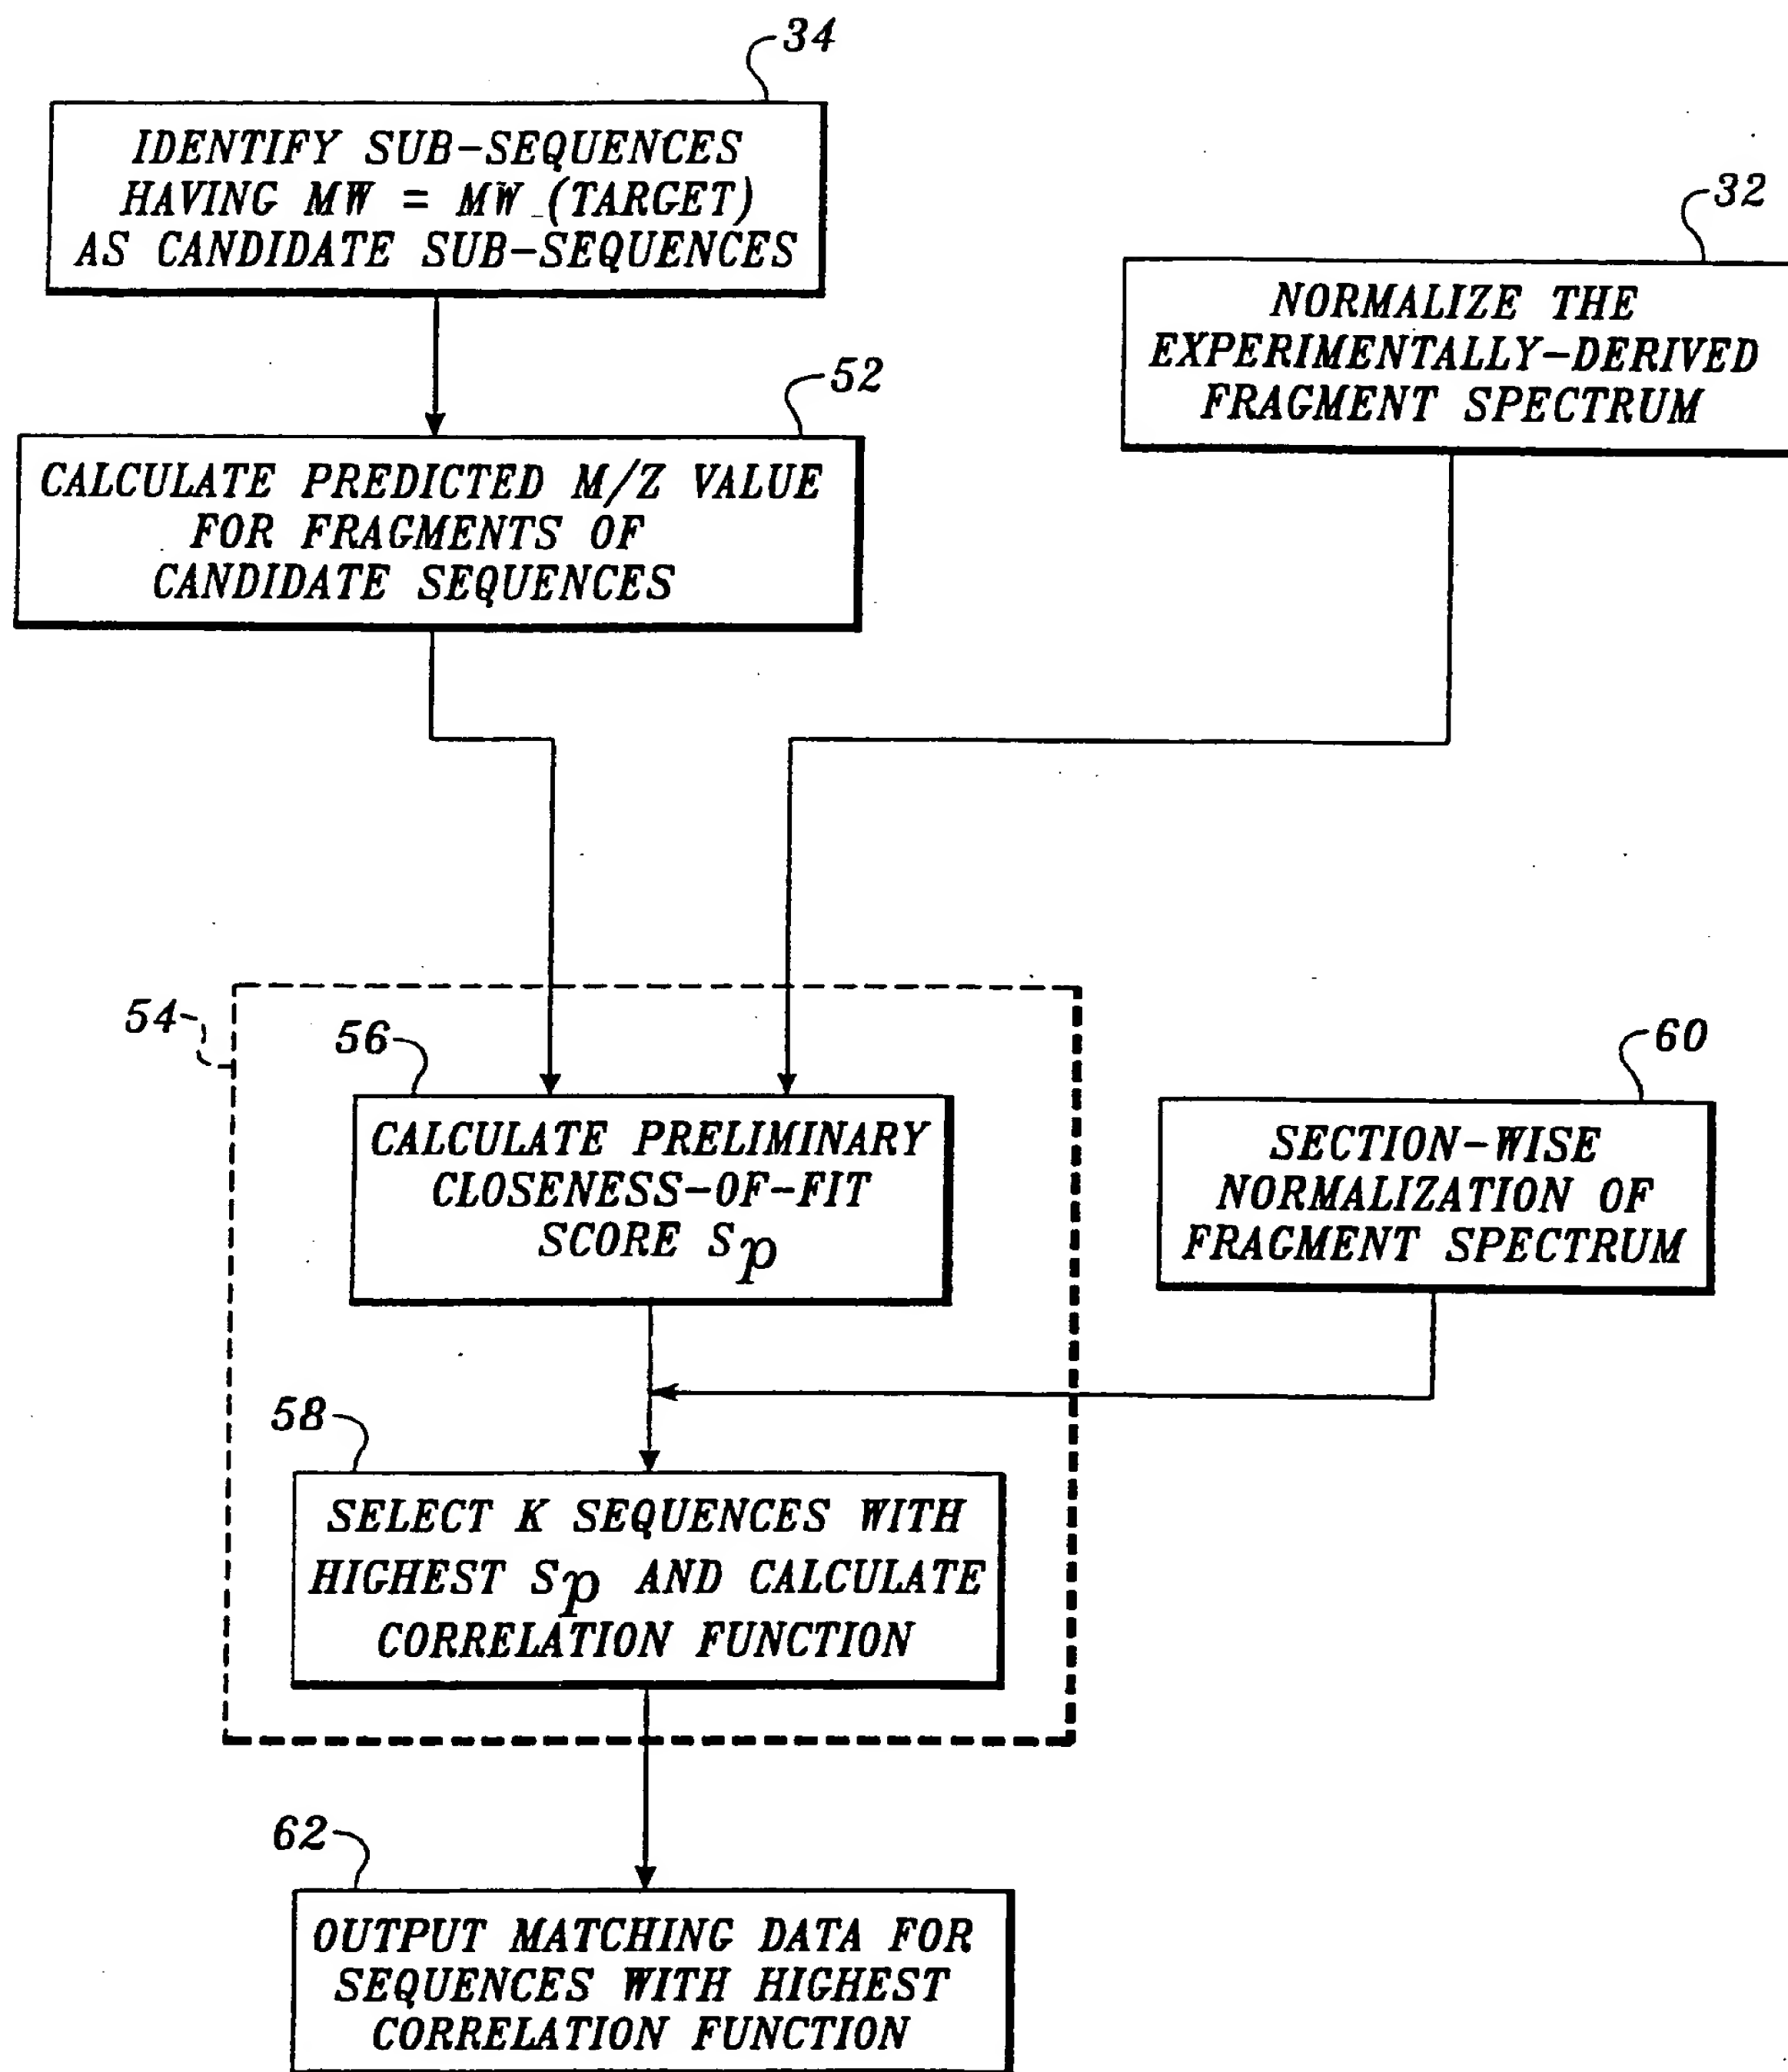 34
IDENTIFY SUB-SEQUENCES
HAVING MW = MW (TARGET)
AS CANDIDATE SUB-SEQUENCES
32
NORMALIZE THE
EXPERIMENTALLY-DERIVED
FRAGMENT SPECTRUM
52
CALCULATE PREDICTED M/Z VALUE
FOR FRAGMENTS OF
CANDIDATE SEQUENCES
54
56
CALCULATE PRELIMINARY
CLOSENESS-OF-FIT
SCORE Sp
60
SECTION-WISE
NORMALIZATION OF
FRAGMENT SPECTRUM
58
SELECT K SEQUENCES WITH
HIGHEST Sp AND CALCULATE
CORRELATION FUNCTION
62
OUTPUT MATCHING DATA FOR
SEQUENCES WITH HIGHEST
CORRELATION FUNCTION